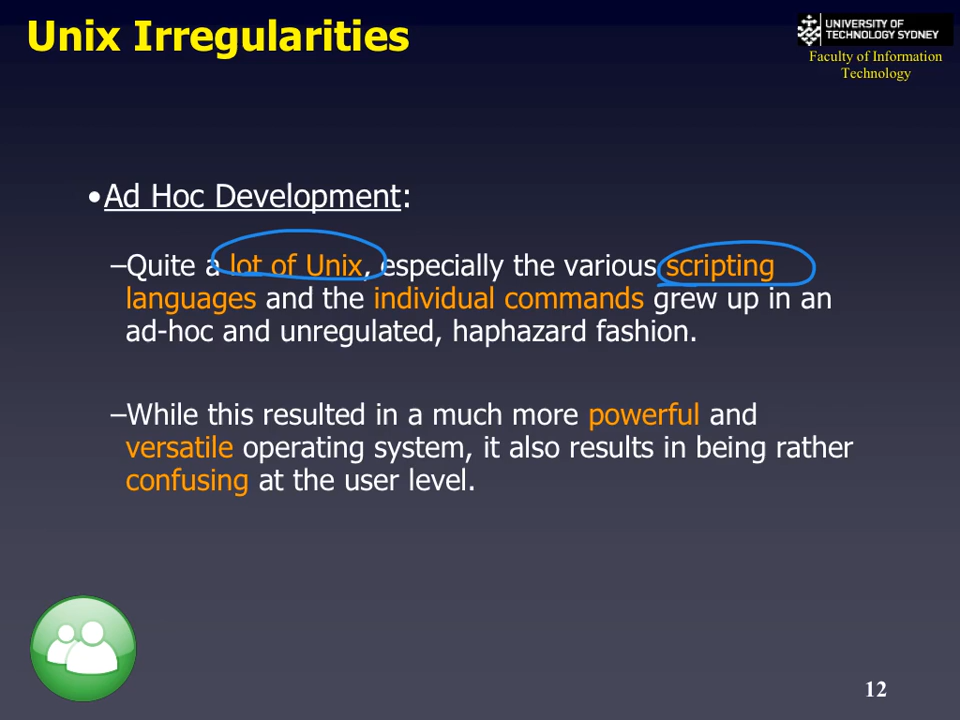 Unix Irregularities
UNIVERSITY OF
TECHNOLOGY SYDNEY
Faculty of Information
Technology
•Ad Hoc Development:
–Quite a lot of Unix, especially the various scripting
languages and the individual commands grew up in an
ad-hoc and unregulated, haphazard fashion.
–While this resulted in a much more powerful and
versatile operating system, it also results in being rather
confusing at the user level.
12